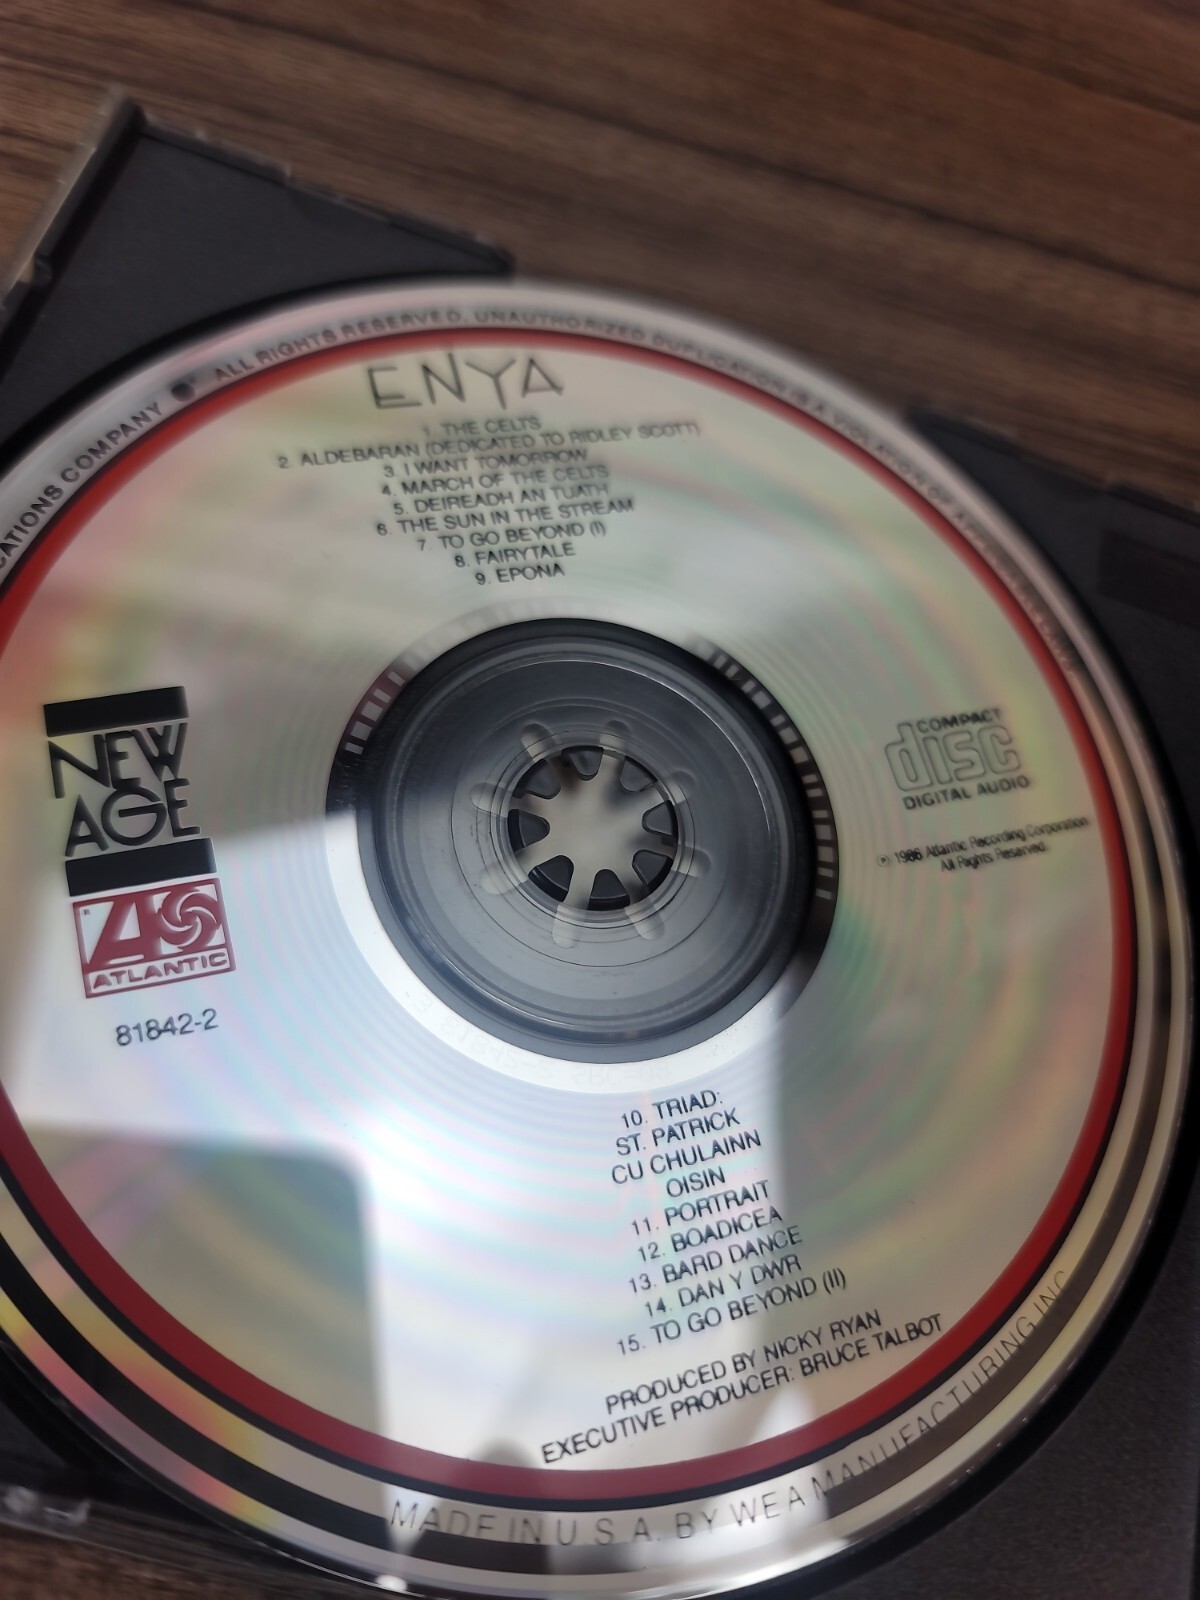 CATIONS COMPANY ALL RIGHTS RESERVED. UNAUTHORIZED DUPLICATION IS A VIOLATION OF
ENYA
1. THE CELTS
2. ALDEBARAN (DEDICATED TO RIDLEY SCOTT)
3. I WANT TOMORROW
4. MARCH OF THE CELTS
5. DEIREADH AN TUATH
6. THE SUN IN THE STREAM
7. TO GO BEYOND (I)
8. FAIRYTALE
9. EPONA
NEW
AGE
ATLANTIC
81842-2
COMPACT
disc
DIGITAL AUDIO
℗ 1986 Atlantic Recording Corporation
All Rights Reserved.
10. TRIAD:
ST. PATRICK
CU CHULAINN
OISIN
11. PORTRAIT
12. BOADICEA
13. BARD DANCE
14. DAN Y DWR
15. TO GO BEYOND (II)
PRODUCED BY NICKY RYAN
EXECUTIVE PRODUCER: BRUCE TALBOT
MADE IN U.S.A. BY WEA MANUFACTURING INC.